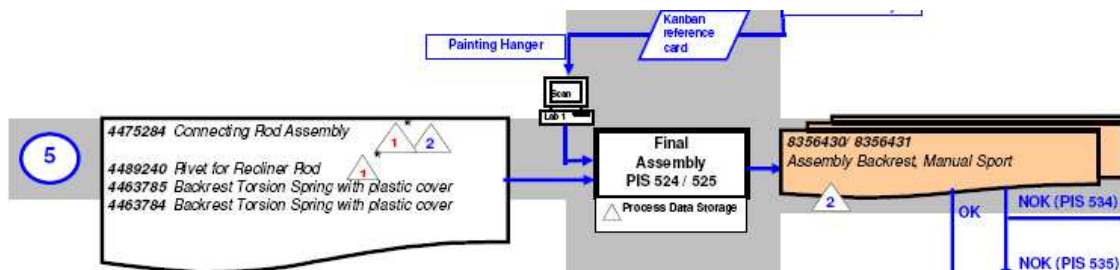 Kanban
reference
card
Painting Hanger
Scan
Lab 1
5
4475284 Connecting Rod Assembly
* 1 2
4489240 Rivet for Recliner Rod
* 1
4463785 Backrest Torsion Spring with plastic cover
4463784 Backrest Torsion Spring with plastic cover
Final
Assembly
PIS 524 / 525
Process Data Storage
8356430/ 8356431
Assembly Backrest, Manual Sport
2
OK
NOK (PIS 534)
NOK (PIS 535)